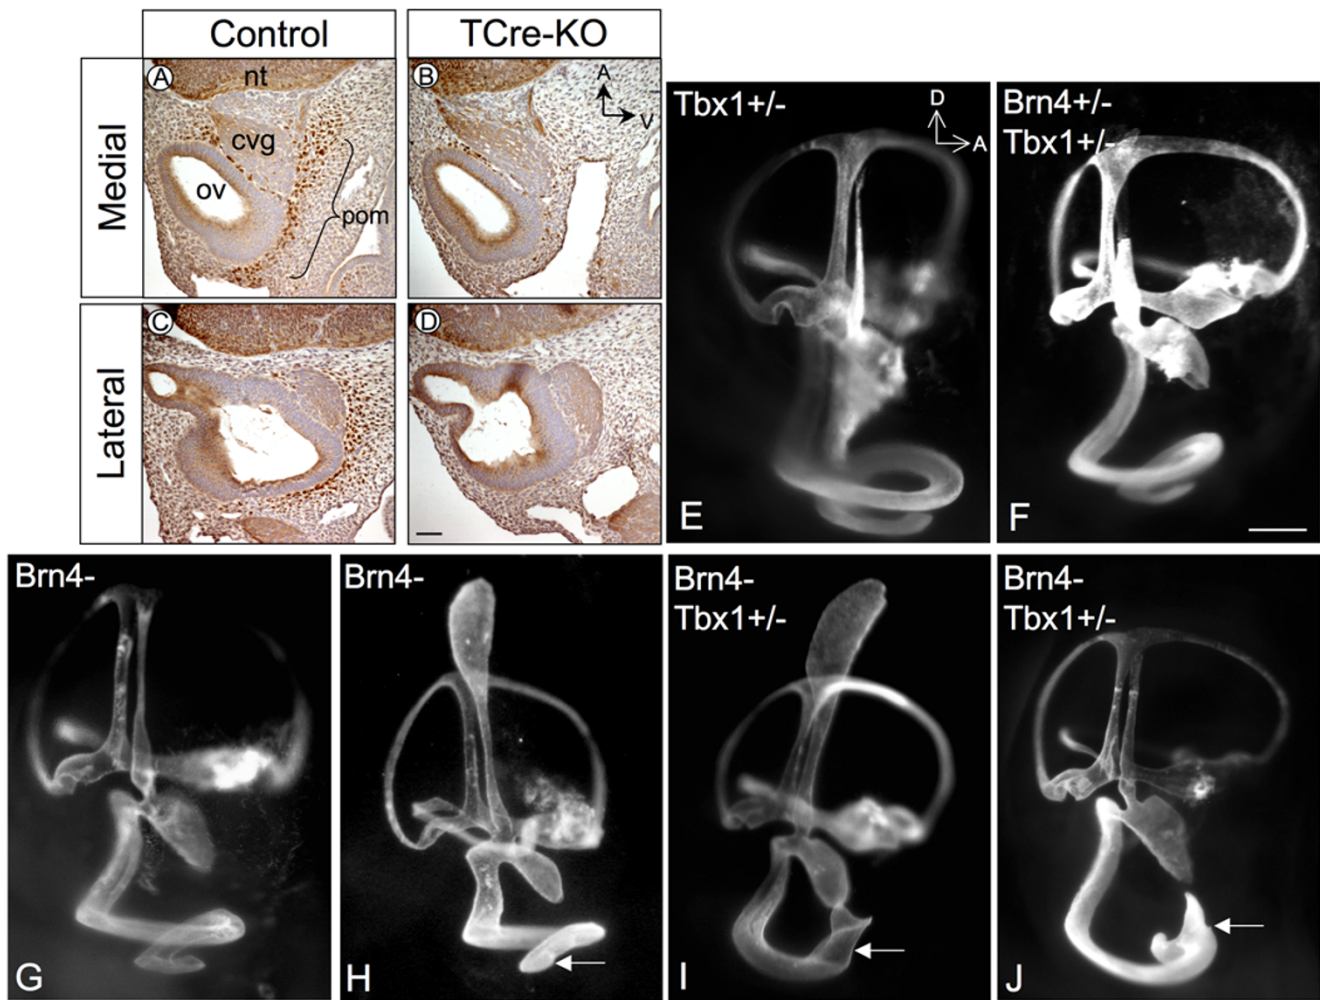 Control
TCre-KO
Medial
Lateral
A
nt
cvg
ov
pom
B
A
V
C
D
Tbx1+/-
D
A
E
Brn4+/-
Tbx1+/-
F
Brn4-
G
Brn4-
H
Brn4-
Tbx1+/-
I
Brn4-
Tbx1+/-
J